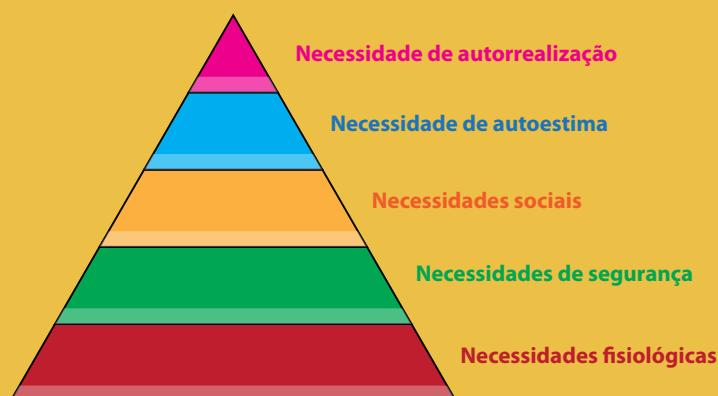 Necessidade de autorrealização
Necessidade de autoestima
Necessidades sociais
Necessidades de segurança
Necessidades fisiológicas